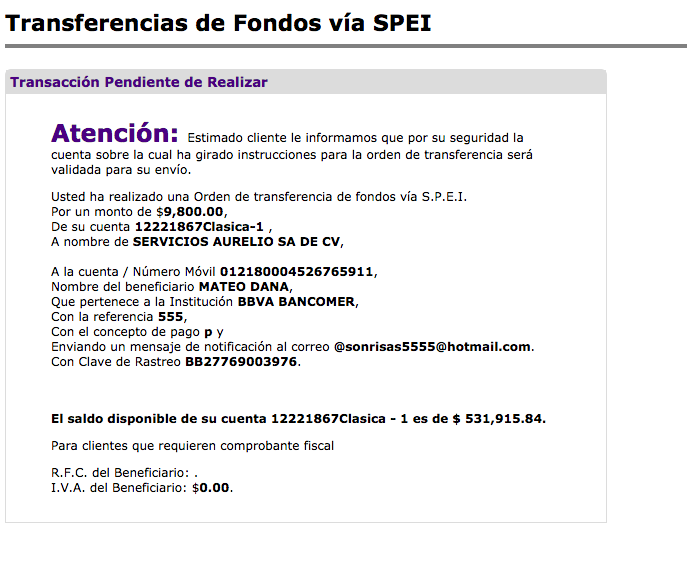 Transferencias de Fondos vía SPEI
Transacción Pendiente de Realizar
Atención: Estimado cliente le informamos que por su seguridad la
cuenta sobre la cual ha girado instrucciones para la orden de transferencia será
validada para su envío.
Usted ha realizado una Orden de transferencia de fondos vía S.P.E.I.
Por un monto de $9,800.00,
De su cuenta 12221867Clasica-1 ,
A nombre de SERVICIOS AURELIO SA DE CV,
A la cuenta / Número Móvil 012180004526765911,
Nombre del beneficiario MATEO DANA,
Que pertenece a la Institución BBVA BANCOMER,
Con la referencia 555,
Con el concepto de pago p y
Enviando un mensaje de notificación al correo @sonrisas5555@hotmail.com.
Con Clave de Rastreo BB27769003976.
El saldo disponible de su cuenta 12221867Clasica - 1 es de $ 531,915.84.
Para clientes que requieren comprobante fiscal
R.F.C. del Beneficiario: .
I.V.A. del Beneficiario: $0.00.